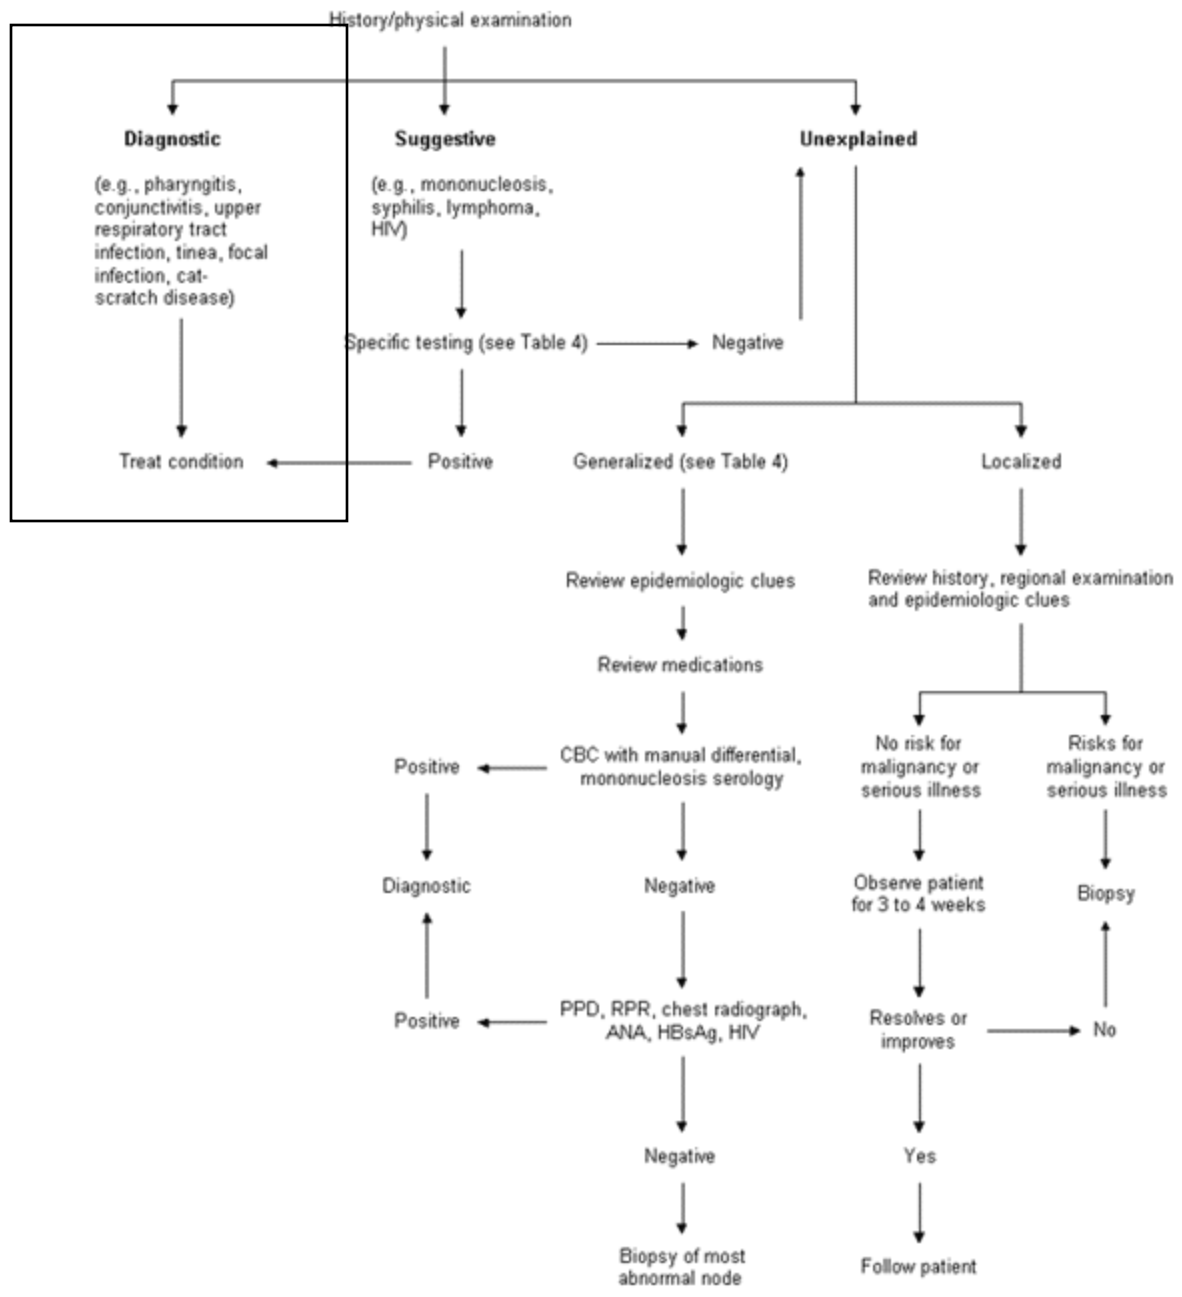 History/physical examination
Diagnostic
Suggestive
Unexplained
(e.g., pharyngitis,
conjunctivitis, upper
respiratory tract
infection, tinea, focal
infection, cat-
scratch disease)
(e.g., mononucleosis,
syphilis, lymphoma,
HIV)
Specific testing (see Table 4)
Negative
Treat condition
Positive
Generalized (see Table 4)
Localized
Review epidemiologic clues
Review history, regional examination
and epidemiologic clues
Review medications
Positive
CBC with manual differential,
mononucleosis serology
No risk for
malignancy or
serious illness
Risks for
malignancy or
serious illness
Diagnostic
Negative
Observe patient
for 3 to 4 weeks
Biopsy
Positive
PPD, RPR, chest radiograph,
ANA, HBsAg, HIV
Resolves or
improves
No
Negative
Yes
Biopsy of most
abnormal node
Follow patient